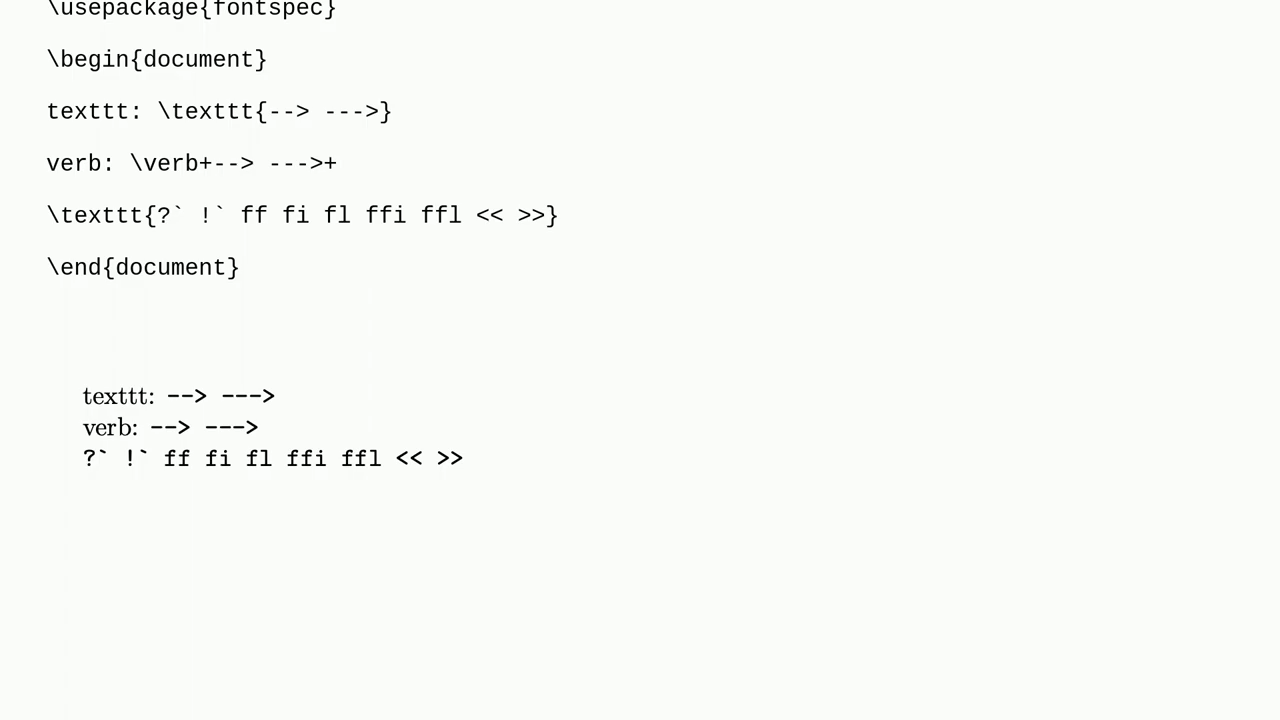 \usepackage{fontspec}
\begin{document}
texttt: \texttt{--> --->}
verb: \verb+--> --->+
\texttt{?` !` ff fi fl ffi ffl << >>}
\end{document}
texttt: --> --->
verb: --> --->
?` !` ff fi fl ffi ffl << >>